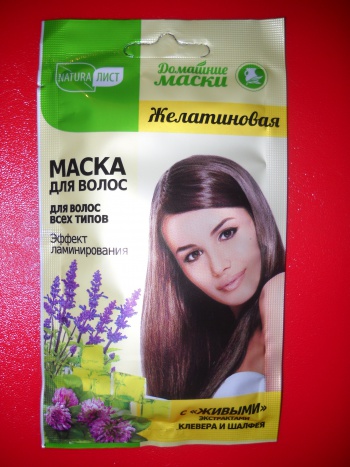 NATURA ЛИСТ
Домашние
маски
Желатиновая
МАСКА
ДЛЯ ВОЛОС
ДЛЯ ВОЛОС
ВСЕХ ТИПОВ
Эффект
ламинирования
с «ЖИВЫМИ»
ЭКСТРАКТАМИ
КЛЕВЕРА И ШАЛФЕЯ